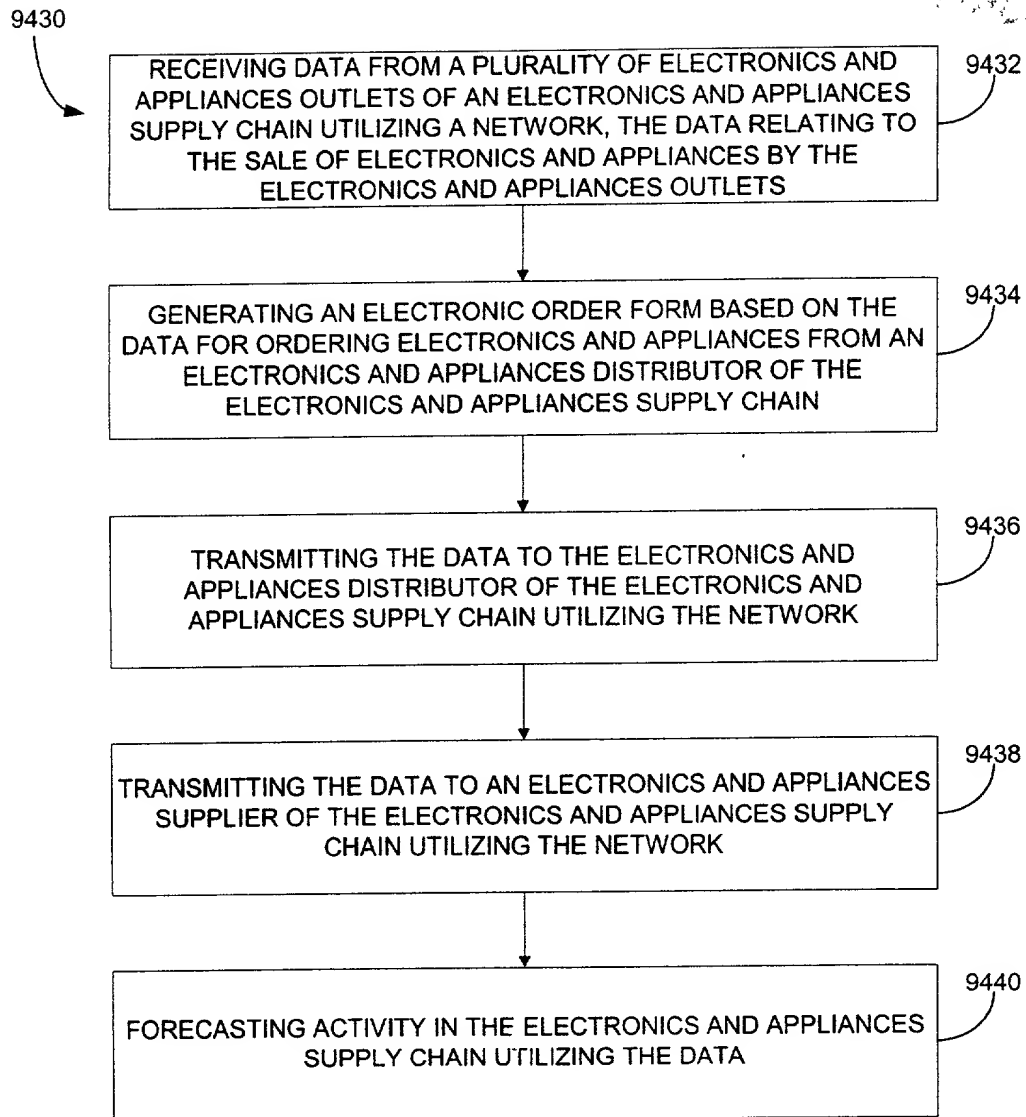 9430
RECEIVING DATA FROM A PLURALITY OF ELECTRONICS AND
APPLIANCES OUTLETS OF AN ELECTRONICS AND APPLIANCES
SUPPLY CHAIN UTILIZING A NETWORK, THE DATA RELATING TO
THE SALE OF ELECTRONICS AND APPLIANCES BY THE
ELECTRONICS AND APPLIANCES OUTLETS
9432
GENERATING AN ELECTRONIC ORDER FORM BASED ON THE
DATA FOR ORDERING ELECTRONICS AND APPLIANCES FROM AN
ELECTRONICS AND APPLIANCES DISTRIBUTOR OF THE
ELECTRONICS AND APPLIANCES SUPPLY CHAIN
9434
TRANSMITTING THE DATA TO THE ELECTRONICS AND
APPLIANCES DISTRIBUTOR OF THE ELECTRONICS AND
APPLIANCES SUPPLY CHAIN UTILIZING THE NETWORK
9436
TRANSMITTING THE DATA TO AN ELECTRONICS AND APPLIANCES
SUPPLIER OF THE ELECTRONICS AND APPLIANCES SUPPLY
CHAIN UTILIZING THE NETWORK
9438
FORECASTING ACTIVITY IN THE ELECTRONICS AND APPLIANCES
SUPPLY CHAIN UTILIZING THE DATA
9440